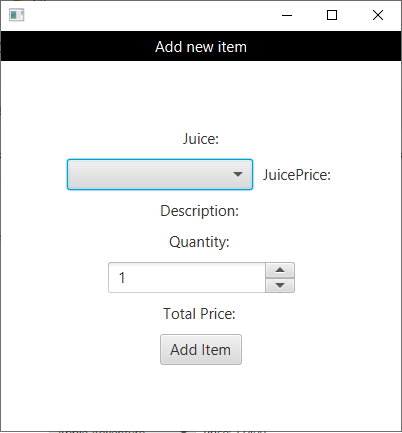 Add new item
Juice:
JuicePrice:
Description:
Quantity:
1
Total Price:
Add Item